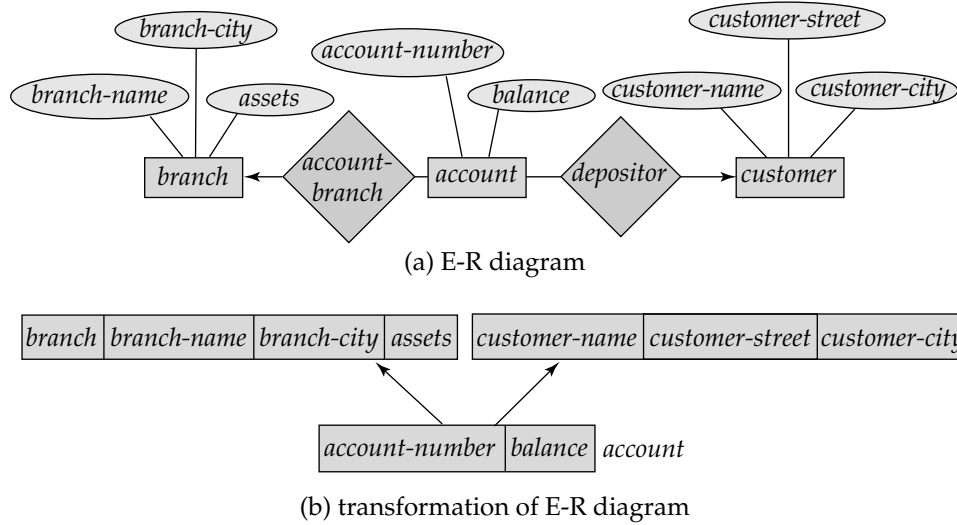 branch-city
customer-street
account-number
branch-name
assets
balance
customer-name
customer-city
branch
account-
branch
account
depositor
customer
(a) E-R diagram
branch branch-name branch-city assets
customer-name customer-street customer-city
account-number balance account
(b) transformation of E-R diagram